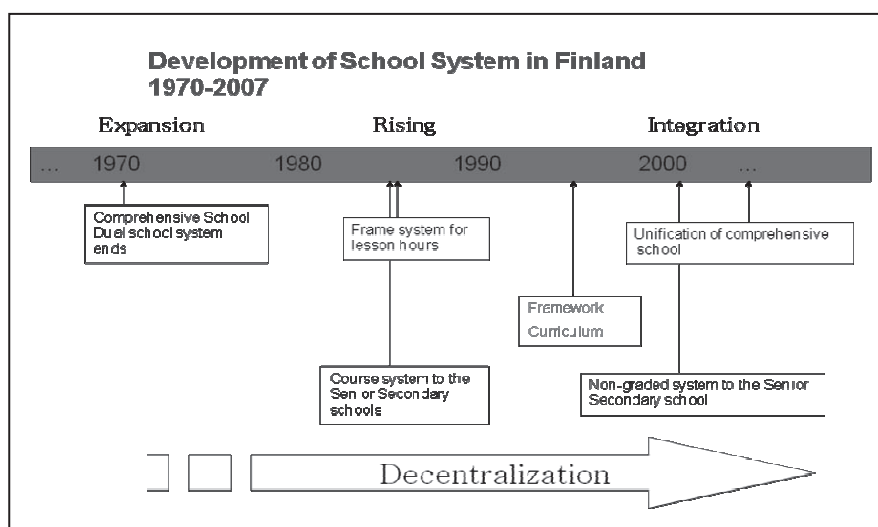 Development of School System in Finland
1970-2007
Expansion
Rising
Integration
... 1970 1980 1990 2000 ...
Comprehensive School
Dual school system
ends
Frame system for
lesson hours
Unification of comprehensive
school
Framework
Curriculum
Course system to the
Senior Secondary
schools
Non-graded system to the Senior
Secondary school
Decentralization